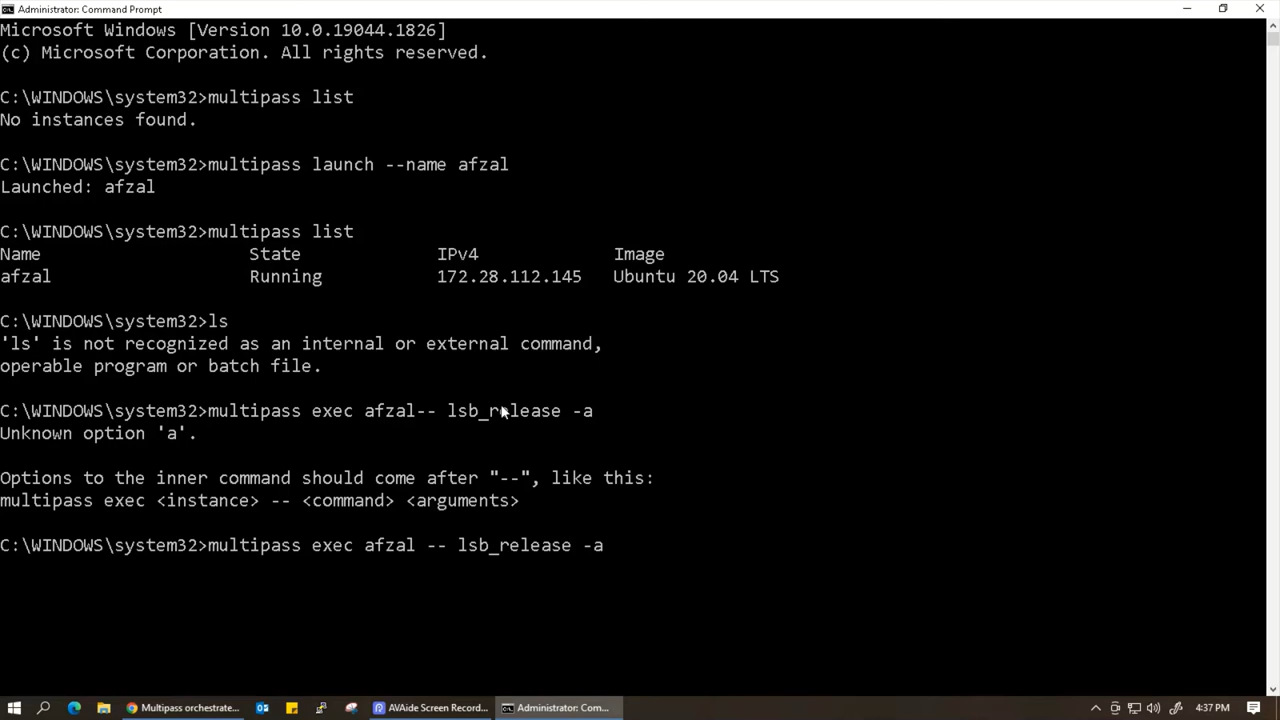 Administrator: Command Prompt
Microsoft Windows [Version 10.0.19044.1826]
(c) Microsoft Corporation. All rights reserved.
C:\WINDOWS\system32>multipass list
No instances found.
C:\WINDOWS\system32>multipass launch --name afzal
Launched: afzal
C:\WINDOWS\system32>multipass list
Name State IPv4 Image
afzal Running 172.28.112.145 Ubuntu 20.04 LTS
C:\WINDOWS\system32>ls
'ls' is not recognized as an internal or external command,
operable program or batch file.
C:\WINDOWS\system32>multipass exec afzal-- lsb_release -a
Unknown option 'a'.
Options to the inner command should come after "--", like this:
multipass exec <instance> -- <command> <arguments>
C:\WINDOWS\system32>multipass exec afzal -- lsb_release -a
Multipass orchestrate... AVAide Screen Record... Administrator: Com... 4:37 PM